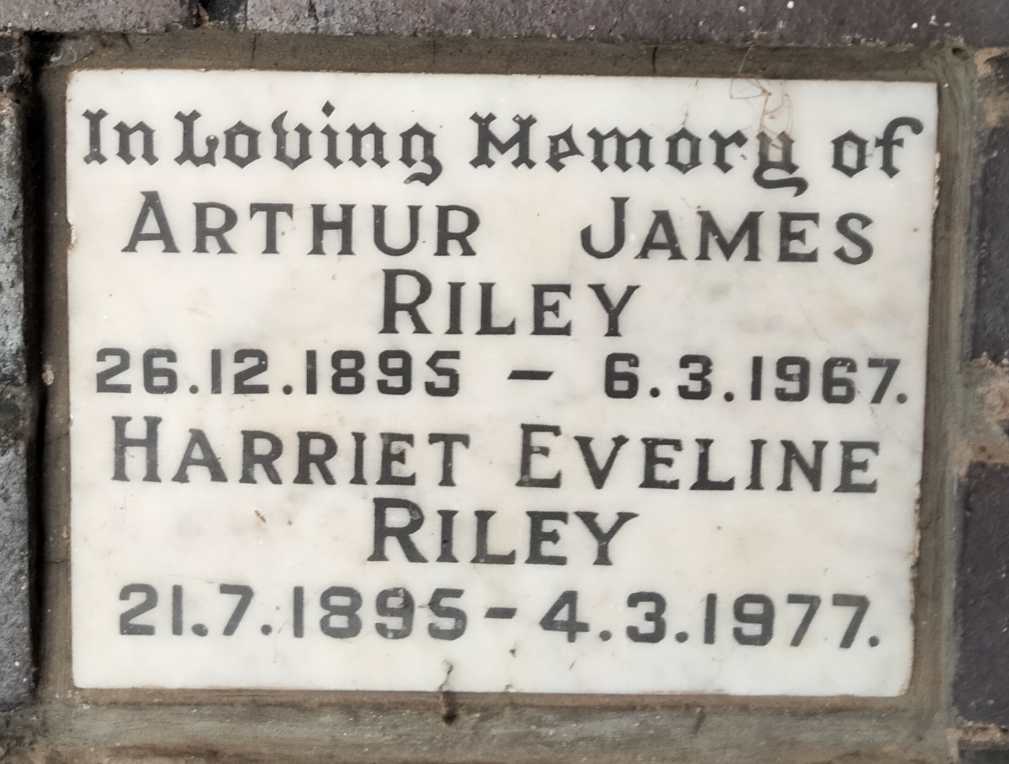 In Loving Memory of
ARTHUR JAMES
RILEY
26.12.1895 – 6.3.1967.
HARRIET EVELINE
RILEY
21.7.1895 – 4.3.1977.